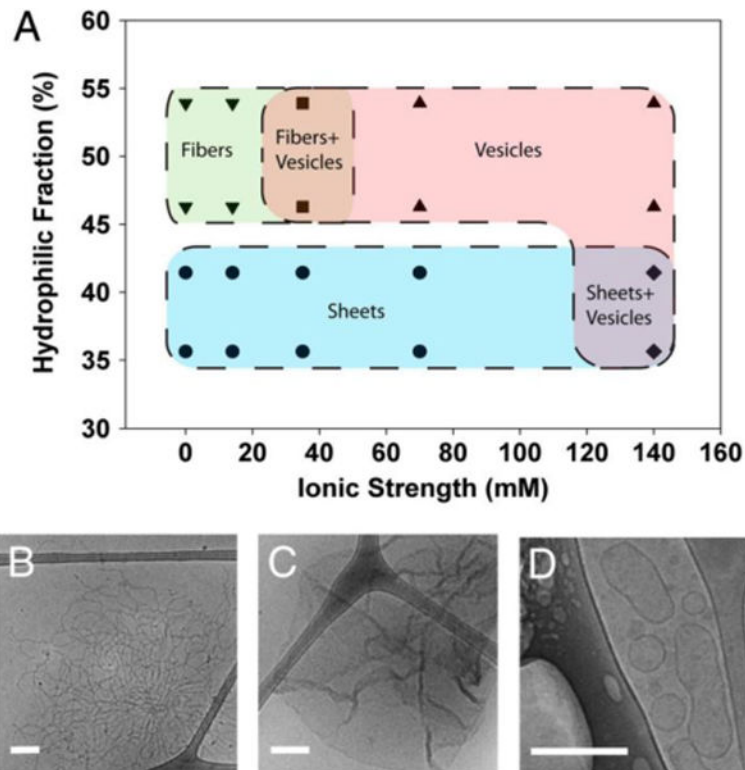 A
60
55
50
45
40
35
30
Hydrophilic Fraction (%)
Fibers
Fibers+
Vesicles
Vesicles
Sheets
Sheets+
Vesicles
0 20 40 60 80 100 120 140 160
Ionic Strength (mM)
B
C
D